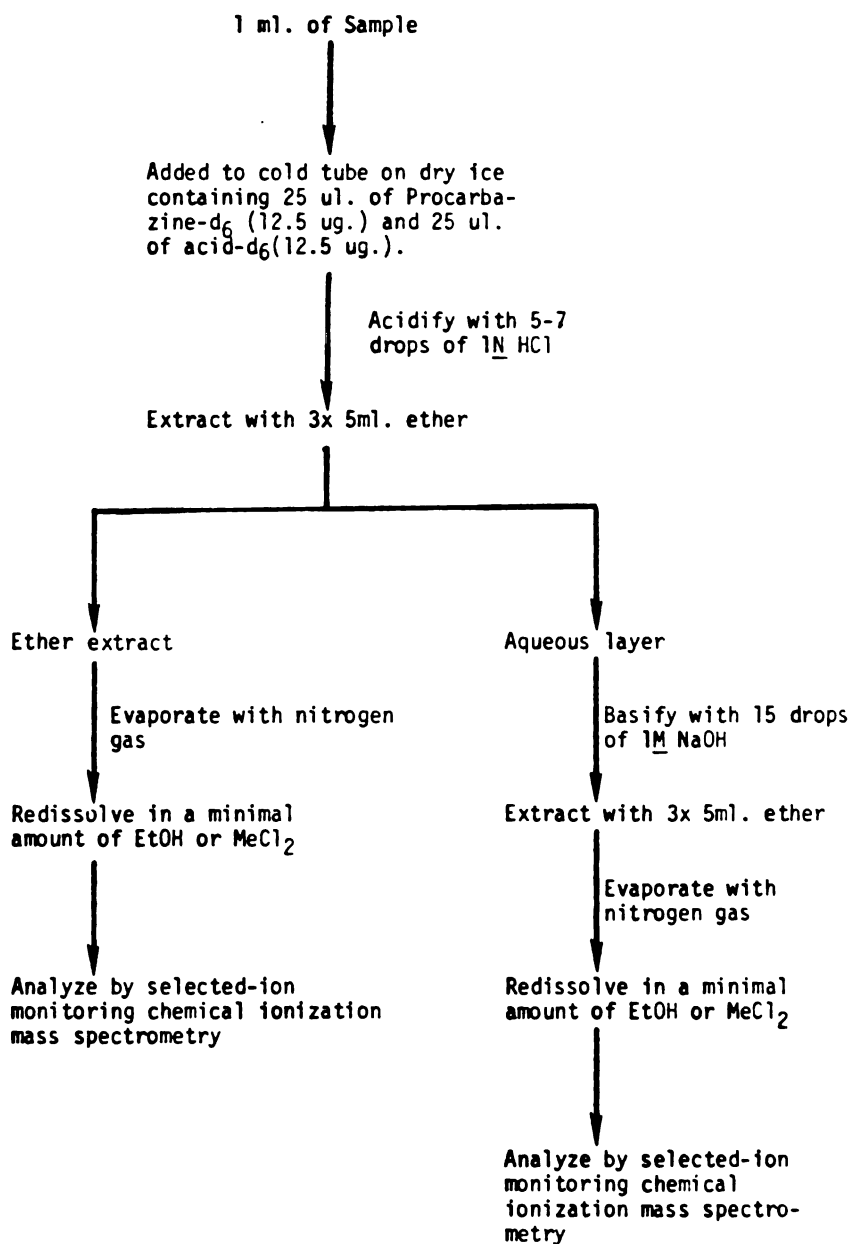 1 ml. of Sample
Added to cold tube on dry ice
containing 25 ul. of Procarba-
zine-d6 (12.5 ug.) and 25 ul.
of acid-d6(12.5 ug.).
Acidify with 5-7
drops of 1N HCl
Extract with 3x 5ml. ether
Ether extract
Evaporate with nitrogen
gas
Redissolve in a minimal
amount of EtOH or MeCl2
Analyze by selected-ion
monitoring chemical ionization
mass spectrometry
Aqueous layer
Basify with 15 drops
of 1M NaOH
Extract with 3x 5ml. ether
Evaporate with
nitrogen gas
Redissolve in a minimal
amount of EtOH or MeCl2
Analyze by selected-ion
monitoring chemical
ionization mass spectro-
metry